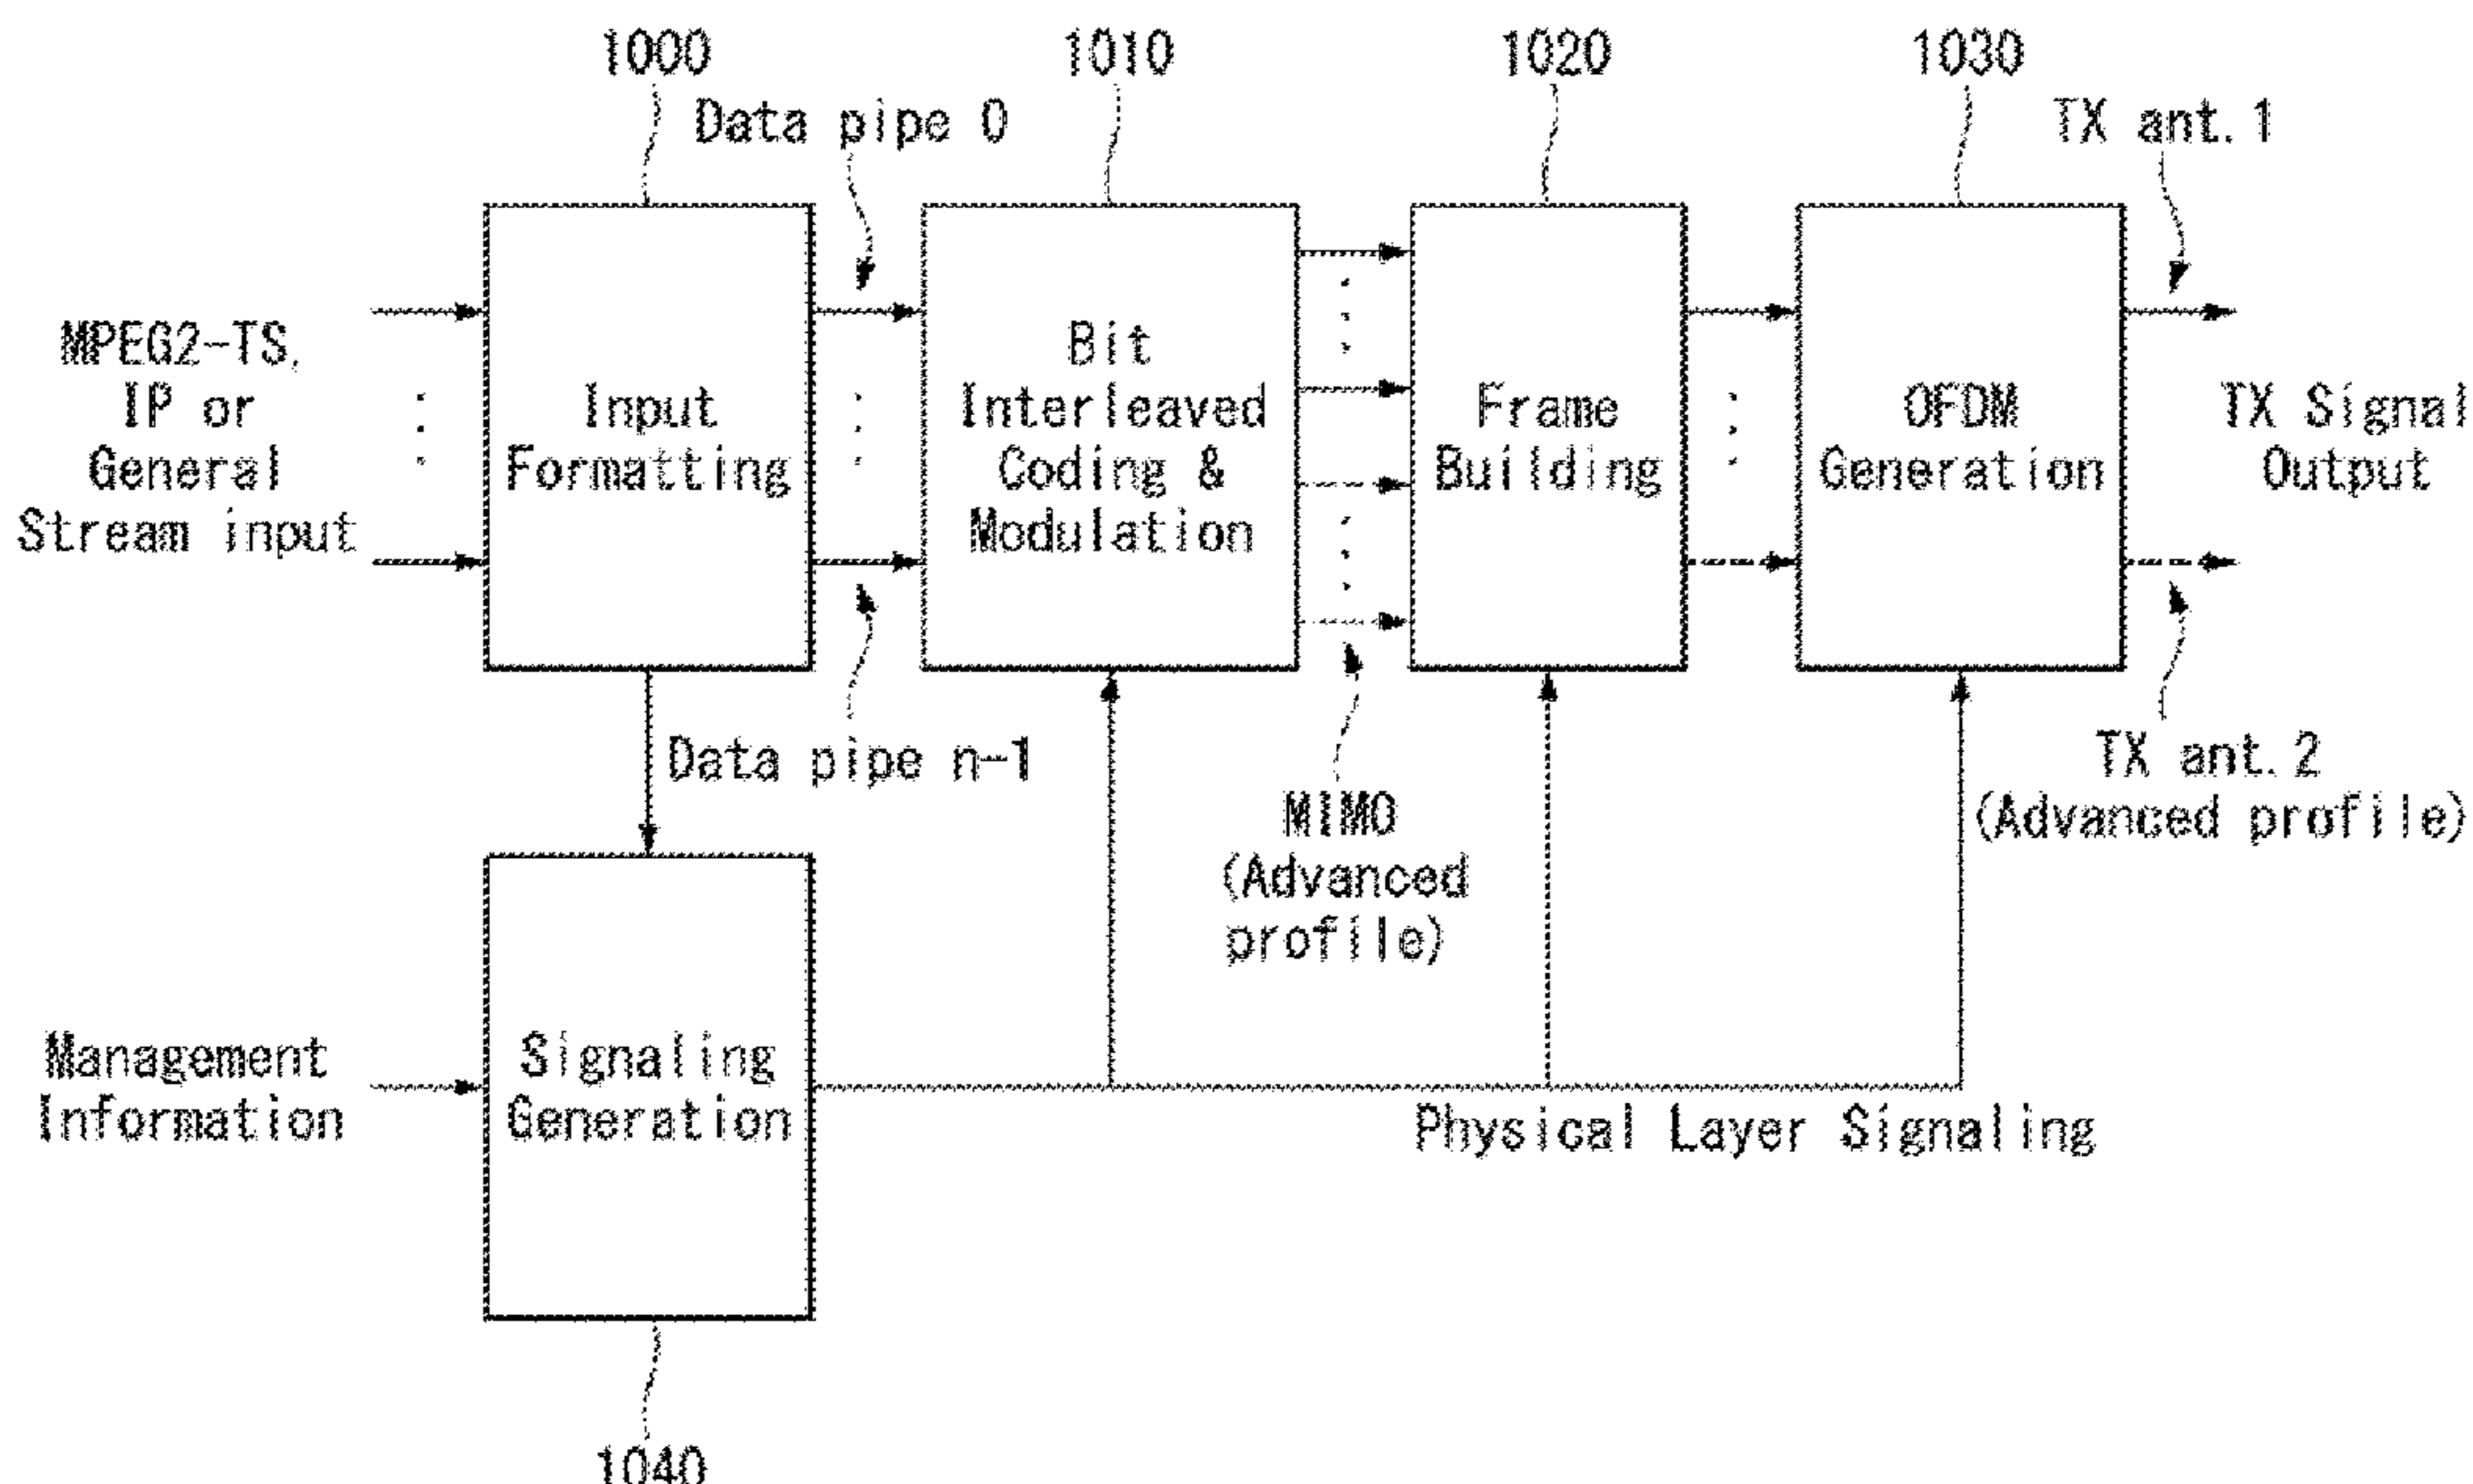 1000
1010
1020
1030
Data pipe 0
TX ant.1
MPEG2-TS,
IP or
General
Stream input
Input
Formatting
Bit
Interleaved
Coding &
Modulation
Frame
Building
OFDM
Generation
TX Signal
Output
Data pipe n-1
MIMO
(Advanced
profile)
TX ant.2
(Advanced profile)
Management
Information
Signaling
Generation
Physical Layer Signaling
1040